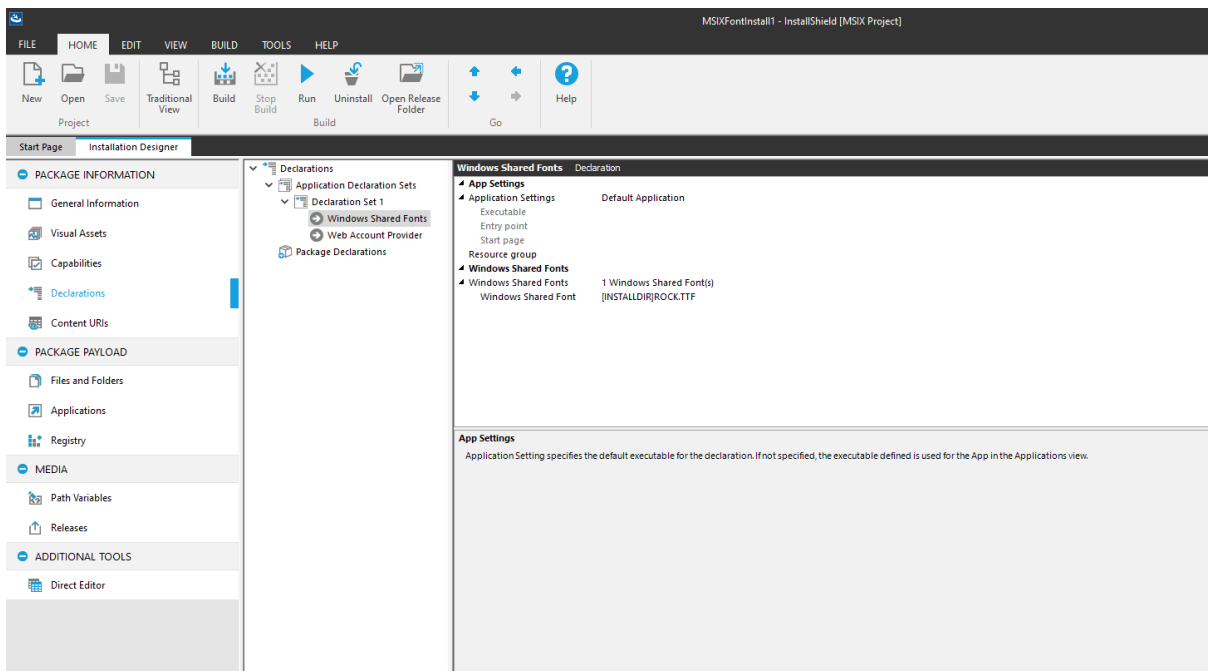 MSIXFontInstall1 - InstallShield [MSIX Project]
FILE HOME EDIT VIEW BUILD TOOLS HELP
New Open Save Traditional View Build Stop Build Run Uninstall Open Release Folder Help
Project Build Go
Start Page Installation Designer
PACKAGE INFORMATION
General Information
Visual Assets
Capabilities
Declarations
Content URIs
PACKAGE PAYLOAD
Files and Folders
Applications
Registry
MEDIA
Path Variables
Releases
ADDITIONAL TOOLS
Direct Editor
Declarations
Application Declaration Sets
Declaration Set 1
Windows Shared Fonts
Web Account Provider
Package Declarations
Windows Shared Fonts Declaration
App Settings
Application Settings Default Application
Executable
Entry point
Start page
Resource group
Windows Shared Fonts
Windows Shared Fonts 1 Windows Shared Font(s)
Windows Shared Font [INSTALLDIR]ROCK.TTF
App Settings
Application Setting specifies the default executable for the declaration. If not specified, the executable defined is used for the App in the Applications view.